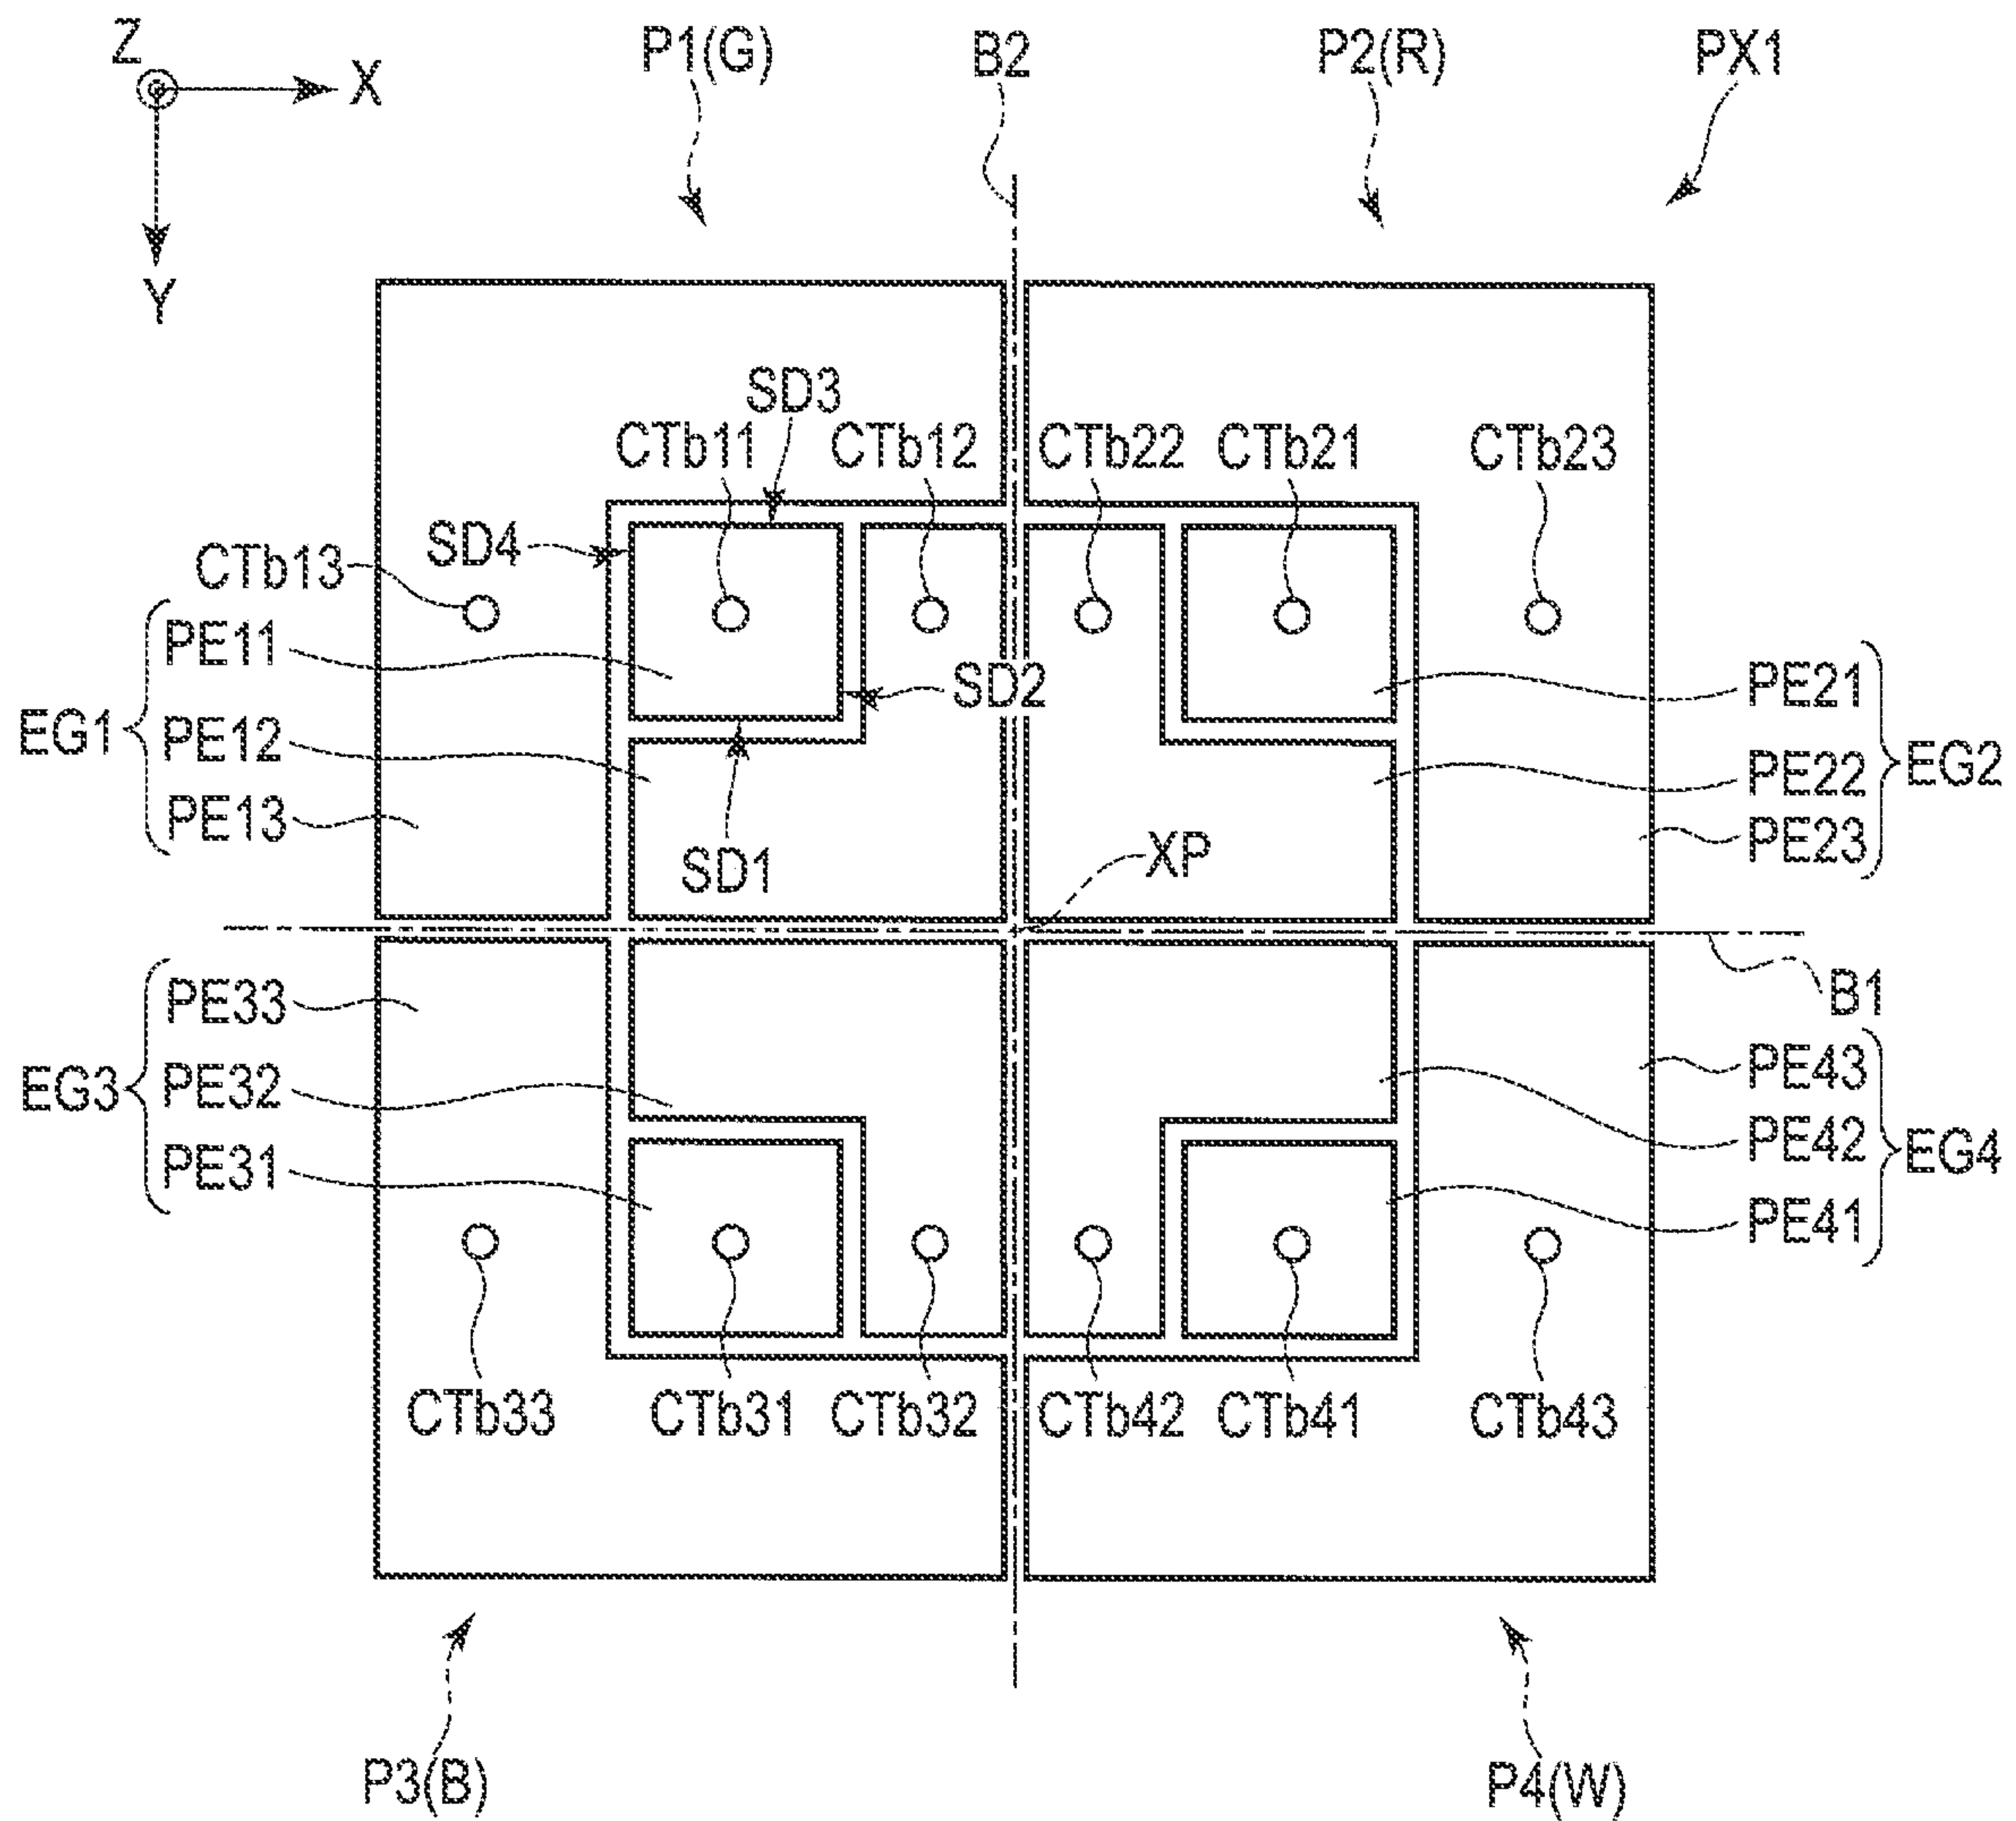 Z
X
Y
P1(G)
B2
P2(R)
PX1
SD3
CTb11
CTb12
CTb22
CTb21
CTb23
SD4
CTb13
EG1
PE11
PE12
PE13
SD2
SD1
XP
PE21
PE22
PE23
EG2
B1
EG3
PE33
PE32
PE31
PE43
PE42
PE41
EG4
CTb33
CTb31
CTb32
CTb42
CTb41
CTb43
P3(B)
P4(W)